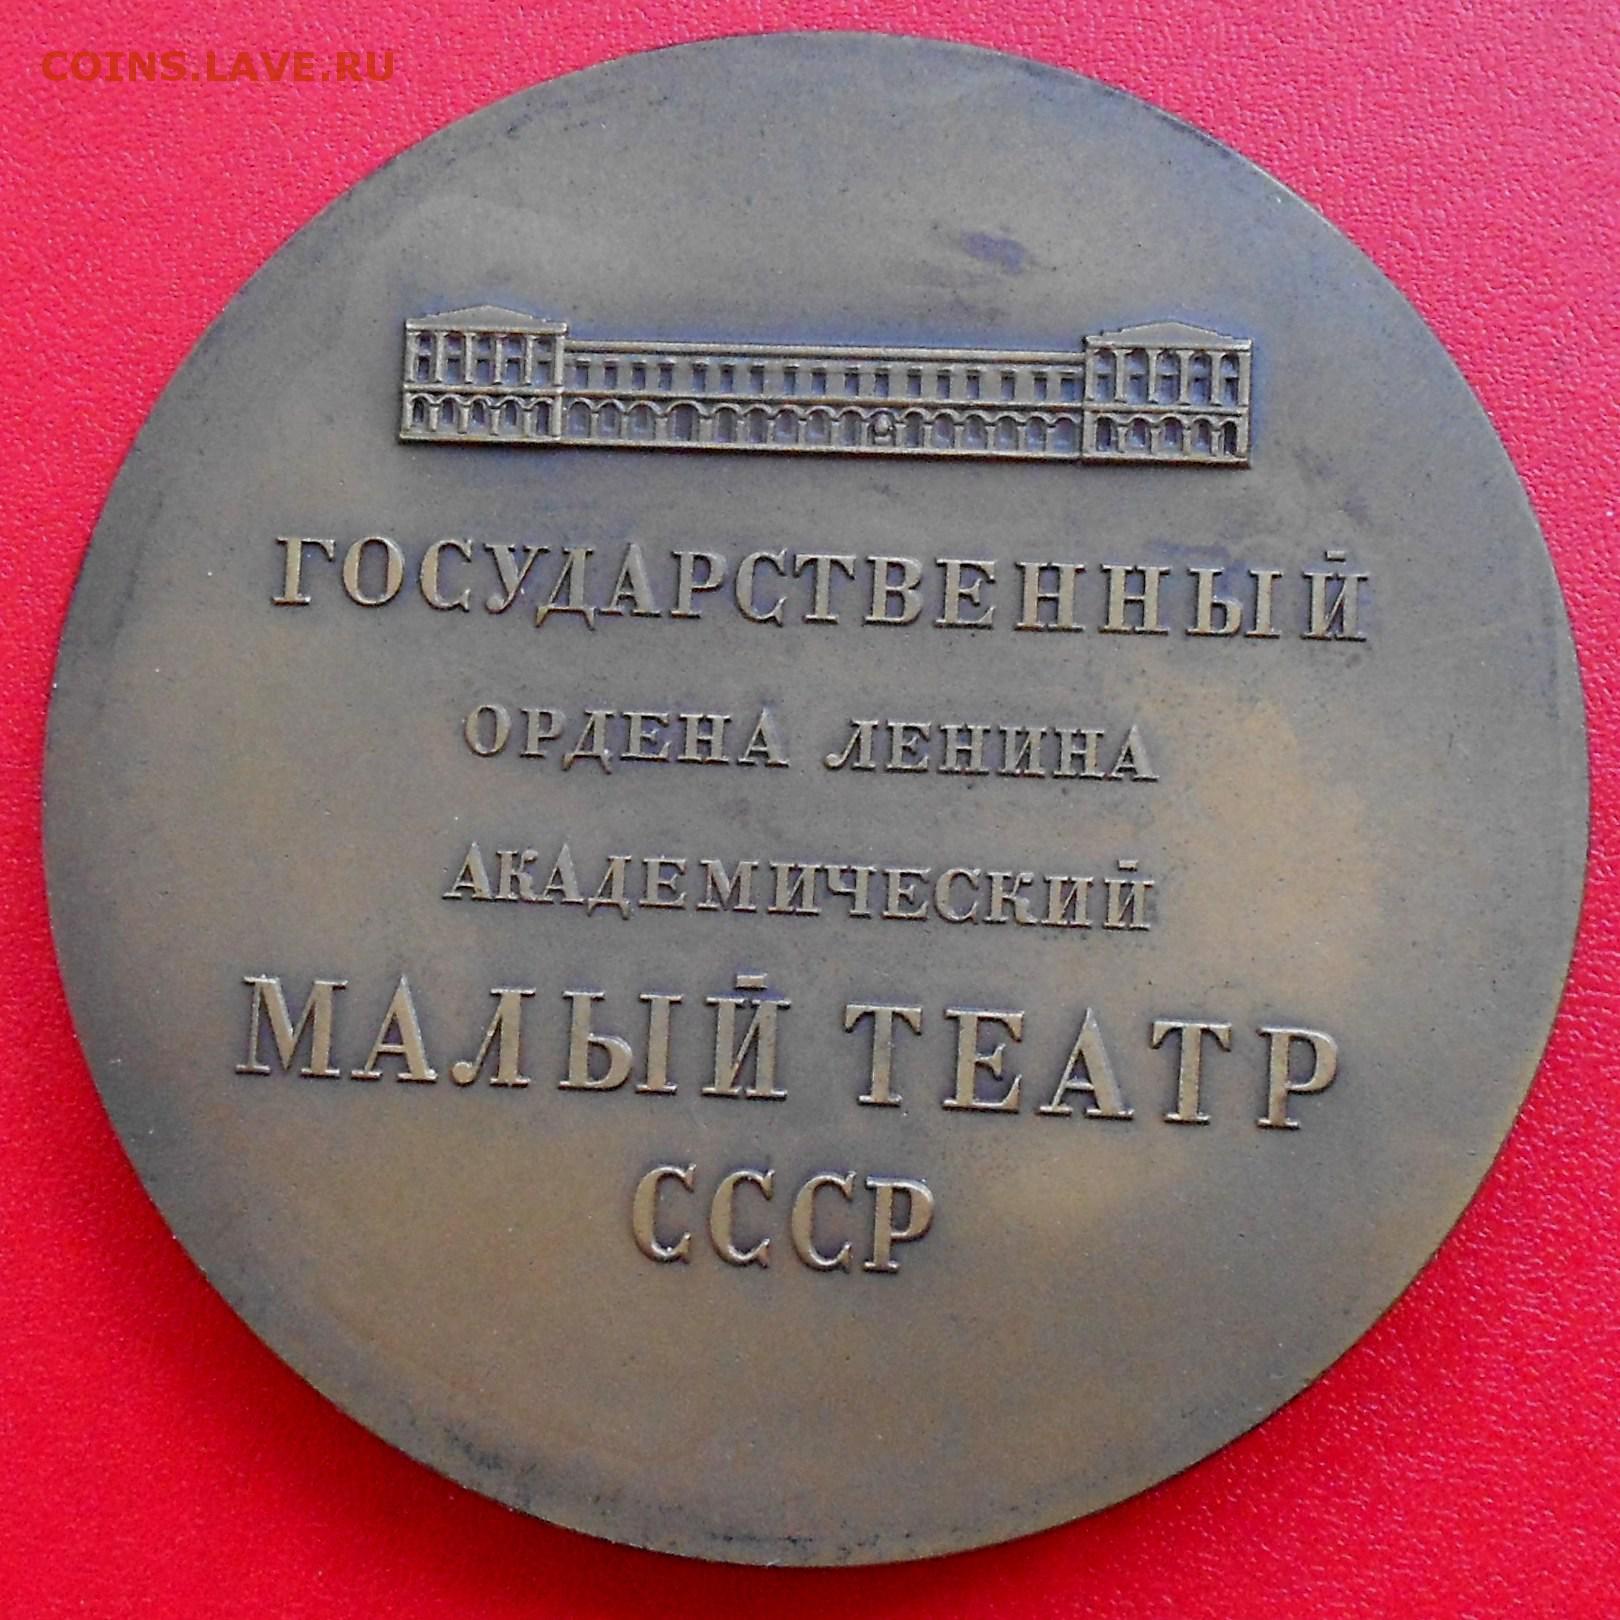 COINS.LAVE.RU
ГОСУДАРСТВЕННЫЙ
ОРДЕНА ЛЕНИНА
АКАДЕМИЧЕСКИЙ
МАЛЫЙ ТЕАТР
СССР